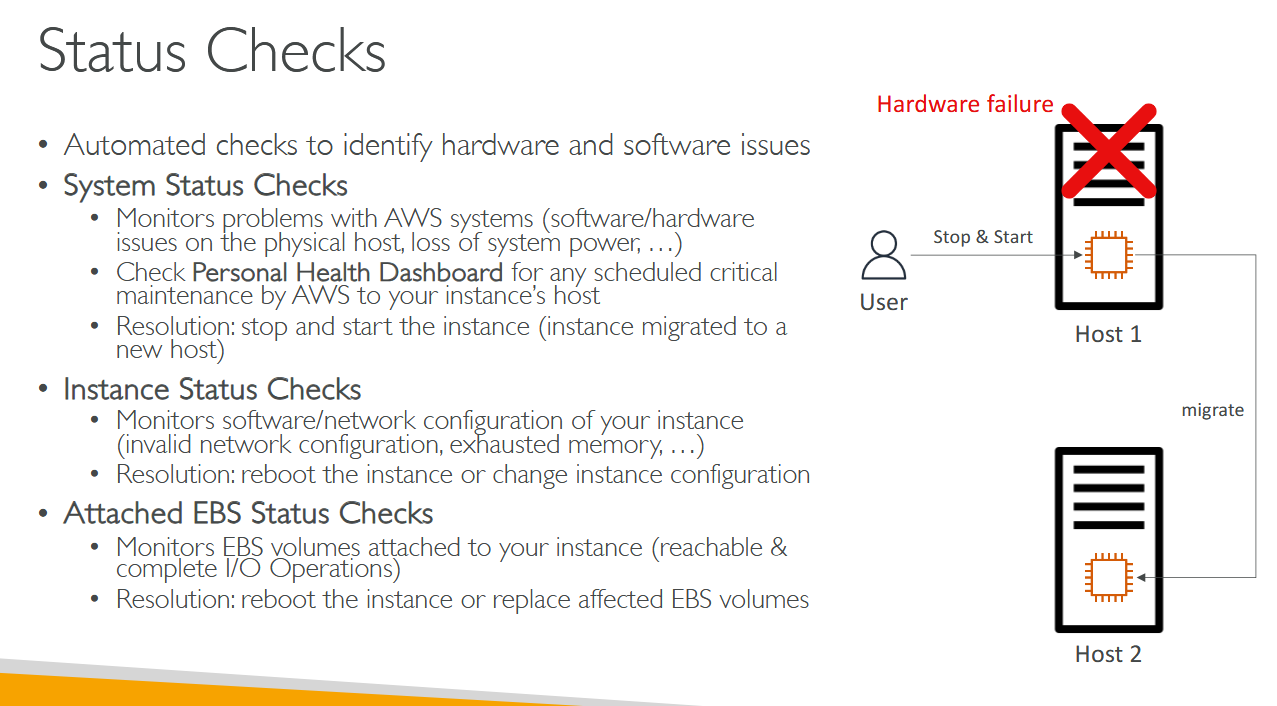 Status Checks
• Automated checks to identify hardware and software issues
• System Status Checks
• Monitors problems with AWS systems (software/hardware
issues on the physical host, loss of system power, …)
• Check Personal Health Dashboard for any scheduled critical
maintenance by AWS to your instance's host
• Resolution: stop and start the instance (instance migrated to a
new host)
• Instance Status Checks
• Monitors software/network configuration of your instance
(invalid network configuration, exhausted memory, …)
• Resolution: reboot the instance or change instance configuration
• Attached EBS Status Checks
• Monitors EBS volumes attached to your instance (reachable &
complete I/O Operations)
• Resolution: reboot the instance or replace affected EBS volumes
Hardware failure
Stop & Start
User
Host 1
migrate
Host 2